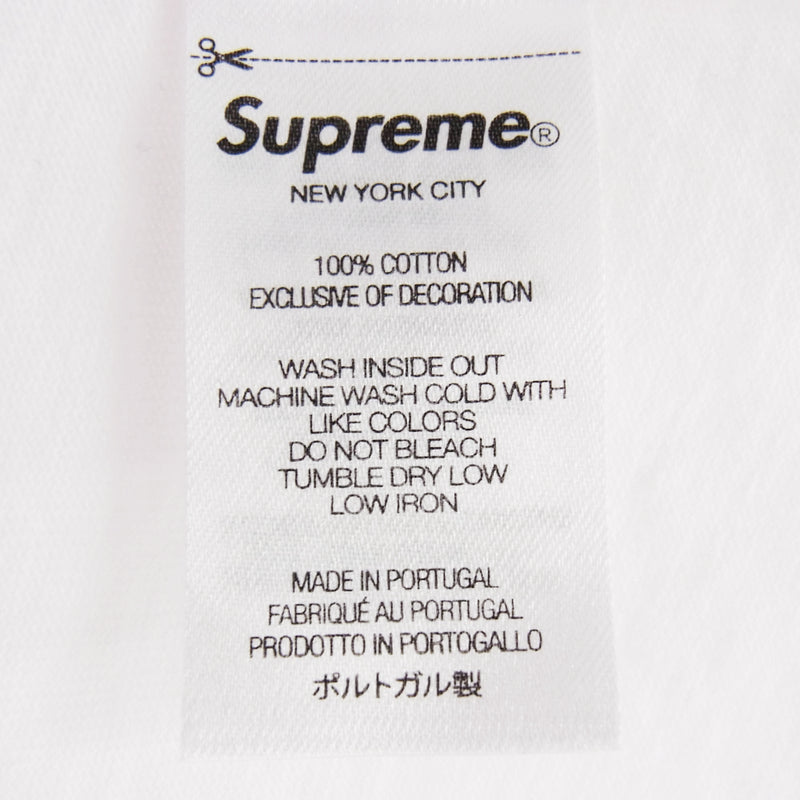 Supreme®
NEW YORK CITY
100% COTTON
EXCLUSIVE OF DECORATION
WASH INSIDE OUT
MACHINE WASH COLD WITH
LIKE COLORS
DO NOT BLEACH
TUMBLE DRY LOW
LOW IRON
MADE IN PORTUGAL
FABRIQUÉ AU PORTUGAL
PRODOTTO IN PORTOGALLO
ポルトガル製